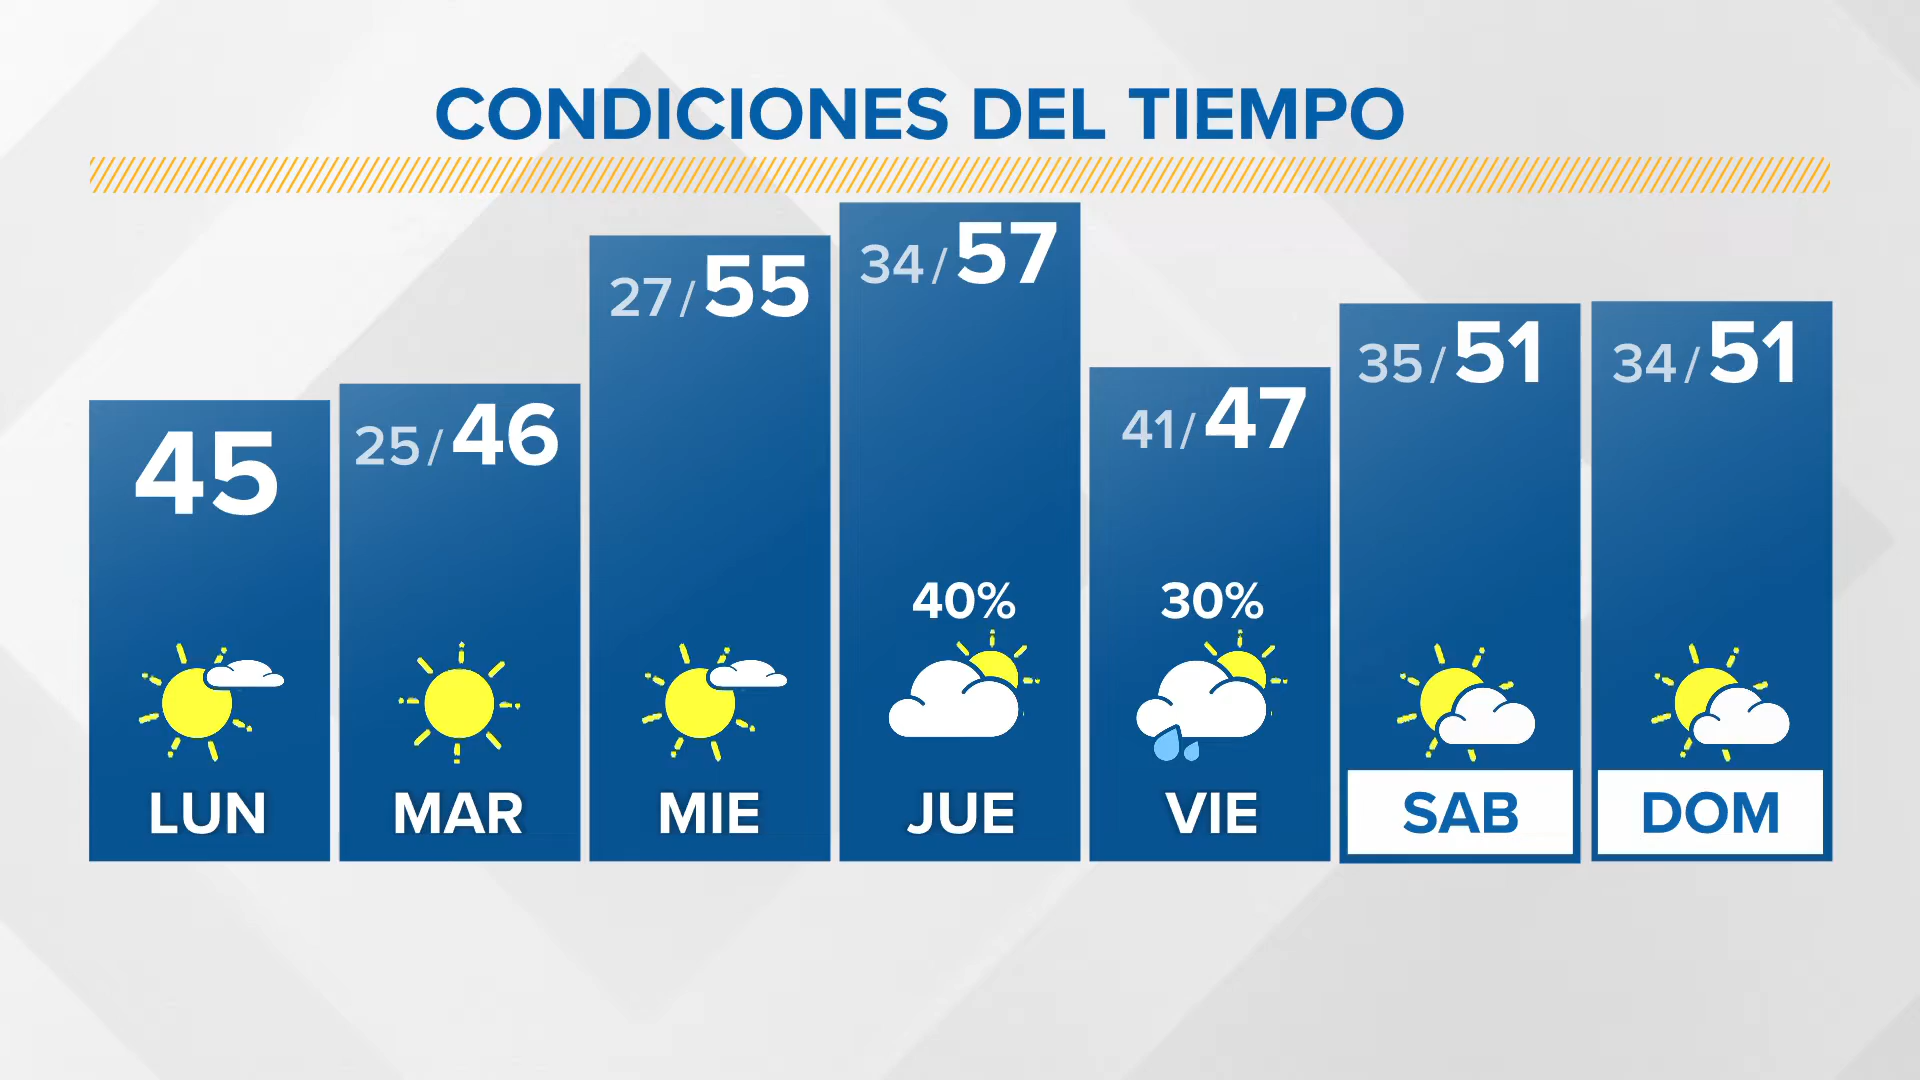 CONDICIONES DEL TIEMPO
45
LUN
25/46
MAR
27/55
MIE
34/57
40%
JUE
41/47
30%
VIE
35/51
SAB
34/51
DOM